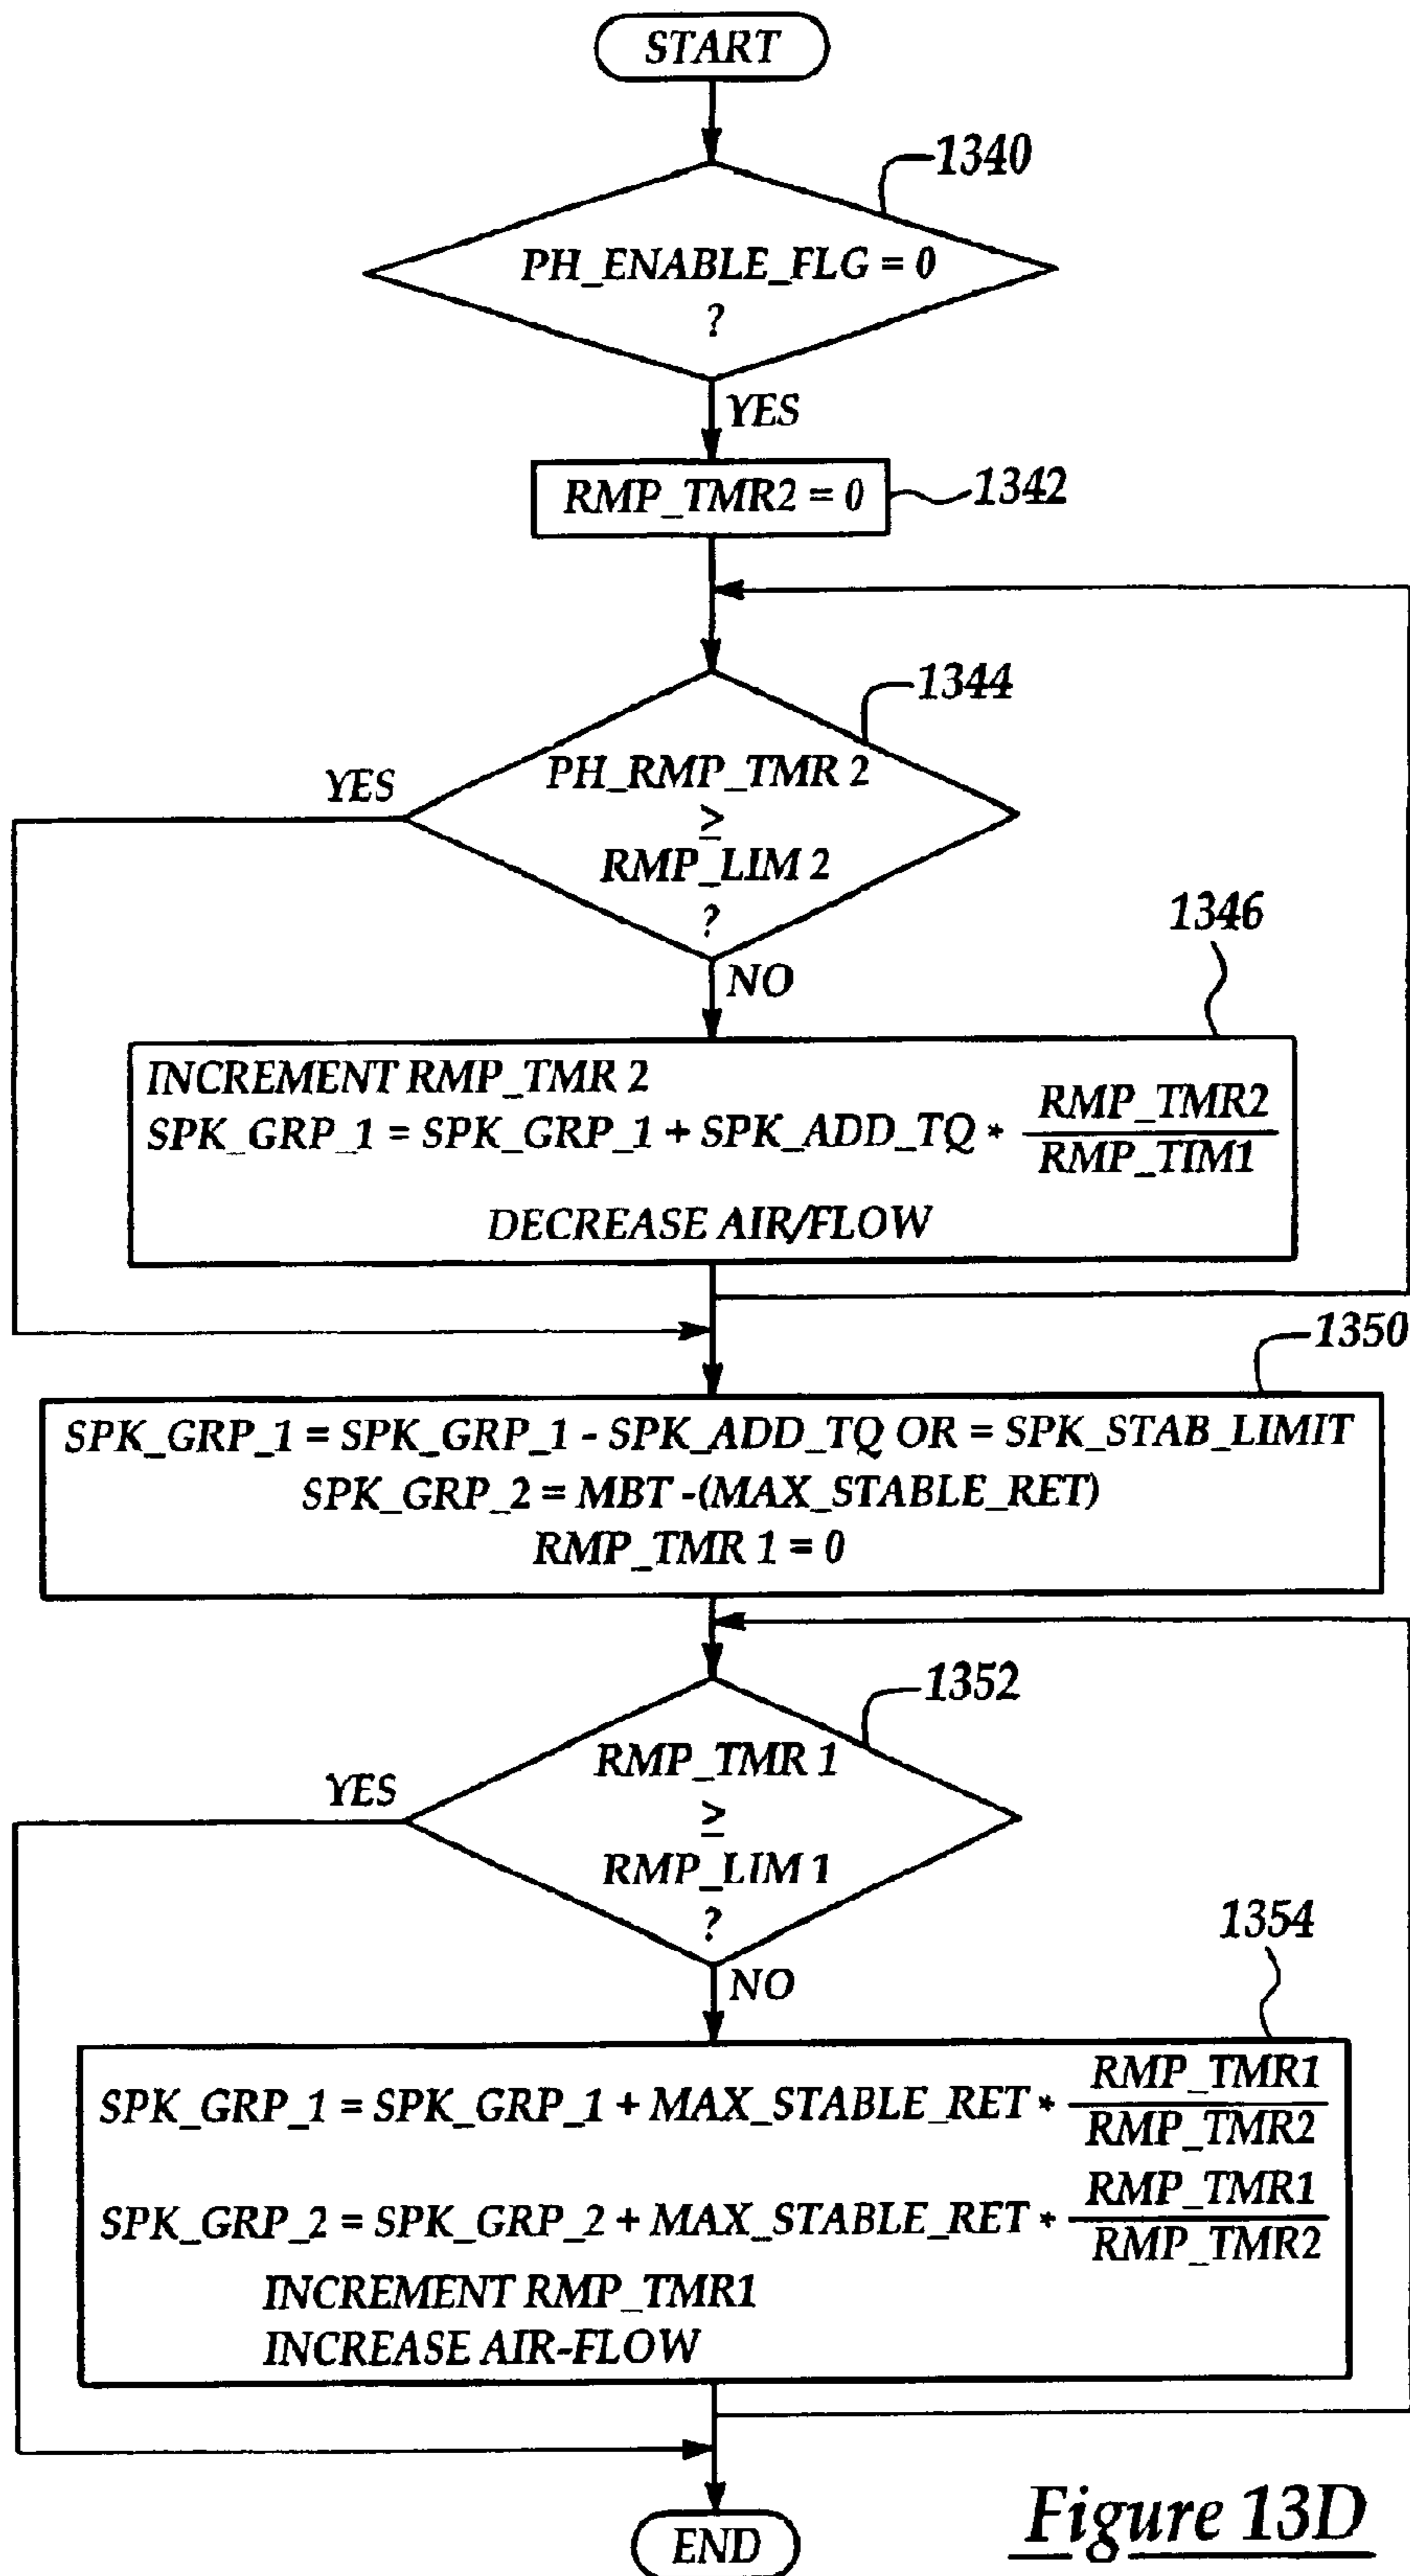 START
1340
PH_ENABLE_FLG = 0
?
YES
RMP_TMR2 = 0
1342
1344
PH_RMP_TMR 2
≥
RMP_LIM 2
?
YES
NO
1346
INCREMENT RMP_TMR 2
SPK_GRP_1 = SPK_GRP_1 + SPK_ADD_TQ * RMP_TMR2
RMP_TIM1
DECREASE AIR/FLOW
1350
SPK_GRP_1 = SPK_GRP_1 - SPK_ADD_TQ OR = SPK_STAB_LIMIT
SPK_GRP_2 = MBT -(MAX_STABLE_RET)
RMP_TMR 1 = 0
1352
RMP_TMR 1
≥
RMP_LIM 1
?
YES
NO
1354
SPK_GRP_1 = SPK_GRP_1 + MAX_STABLE_RET * RMP_TMR1
RMP_TMR2
SPK_GRP_2 = SPK_GRP_2 + MAX_STABLE_RET * RMP_TMR1
RMP_TMR2
INCREMENT RMP_TMR1
INCREASE AIR-FLOW
END
Figure 13D